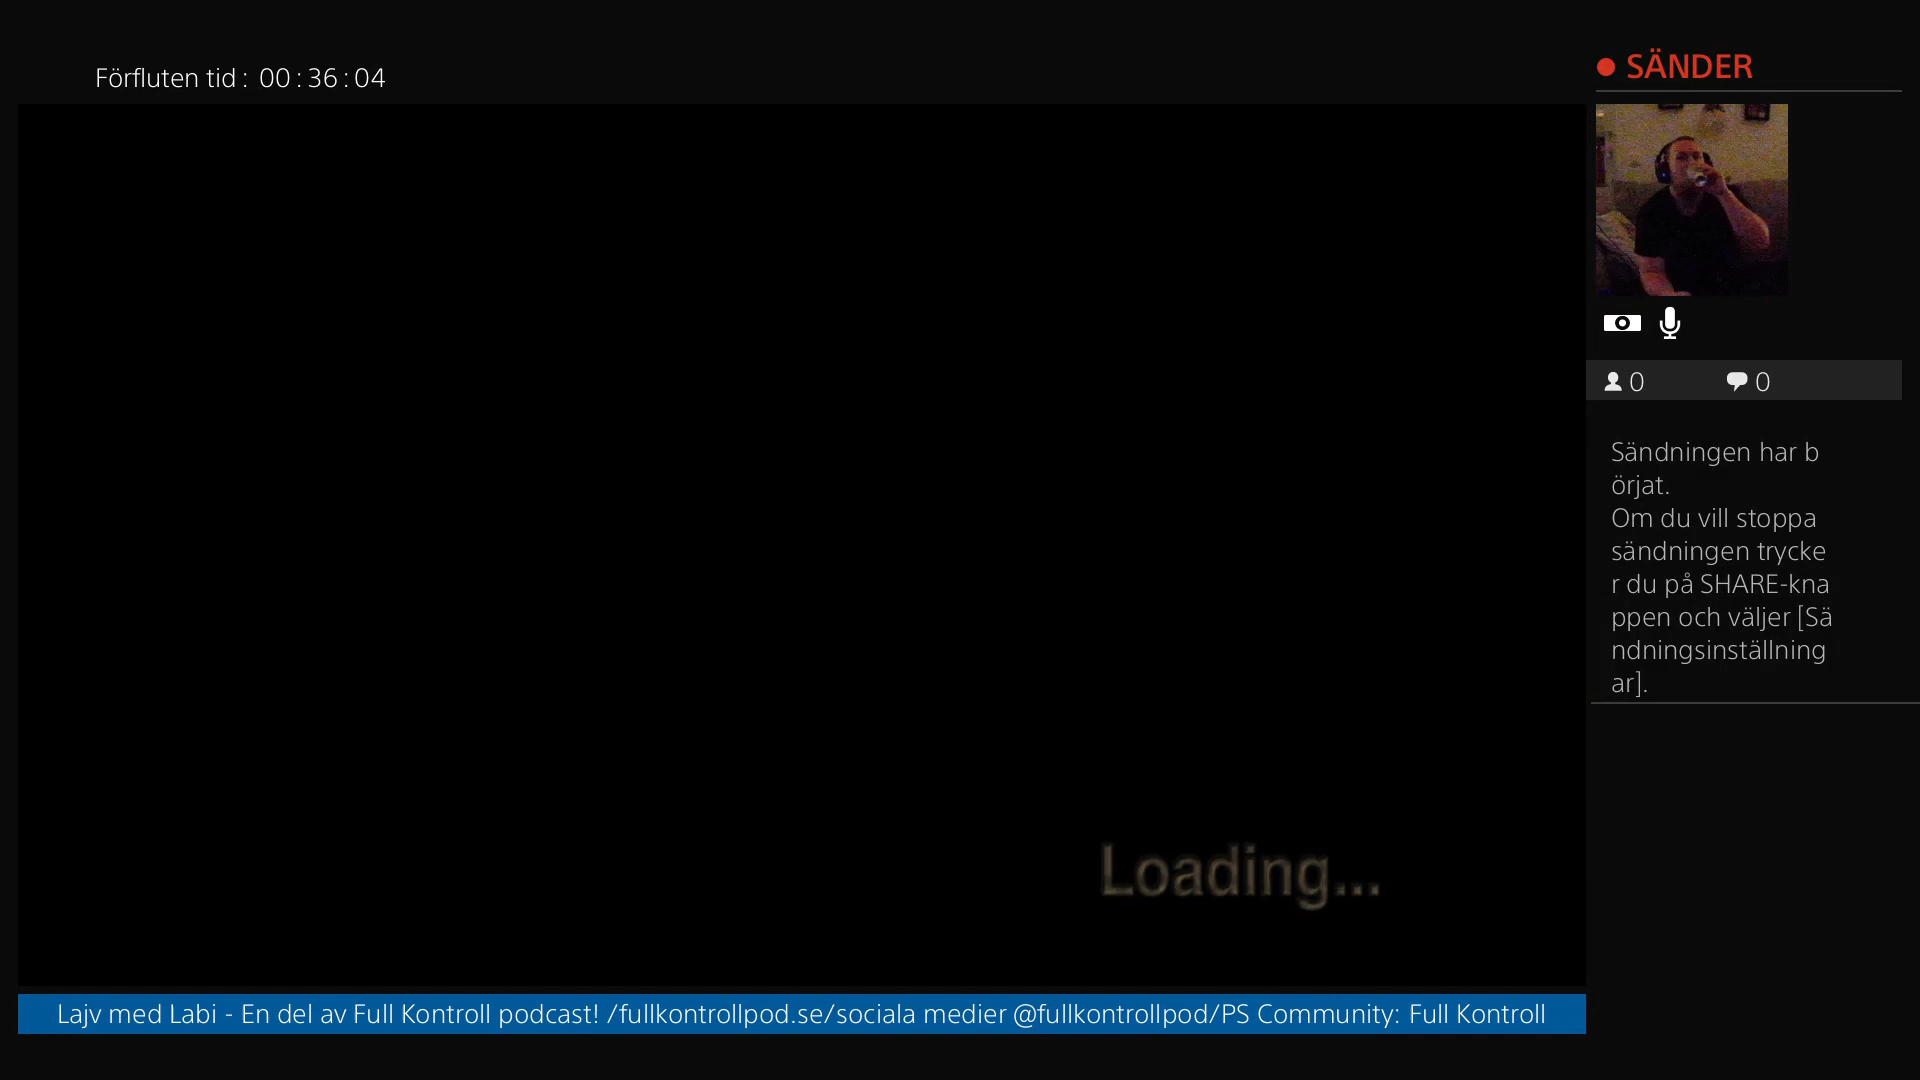 Förfluten tid : 00 : 36 : 04
SÄNDER
0 0
Sändningen har b
örjat.
Om du vill stoppa
sändningen trycke
r du på SHARE-kna
ppen och väljer [Sä
ndningsinställning
ar].
Loading...
Lajv med Labi - En del av Full Kontroll podcast! /fullkontrollpod.se/sociala medier @fullkontrollpod/PS Community: Full Kontroll